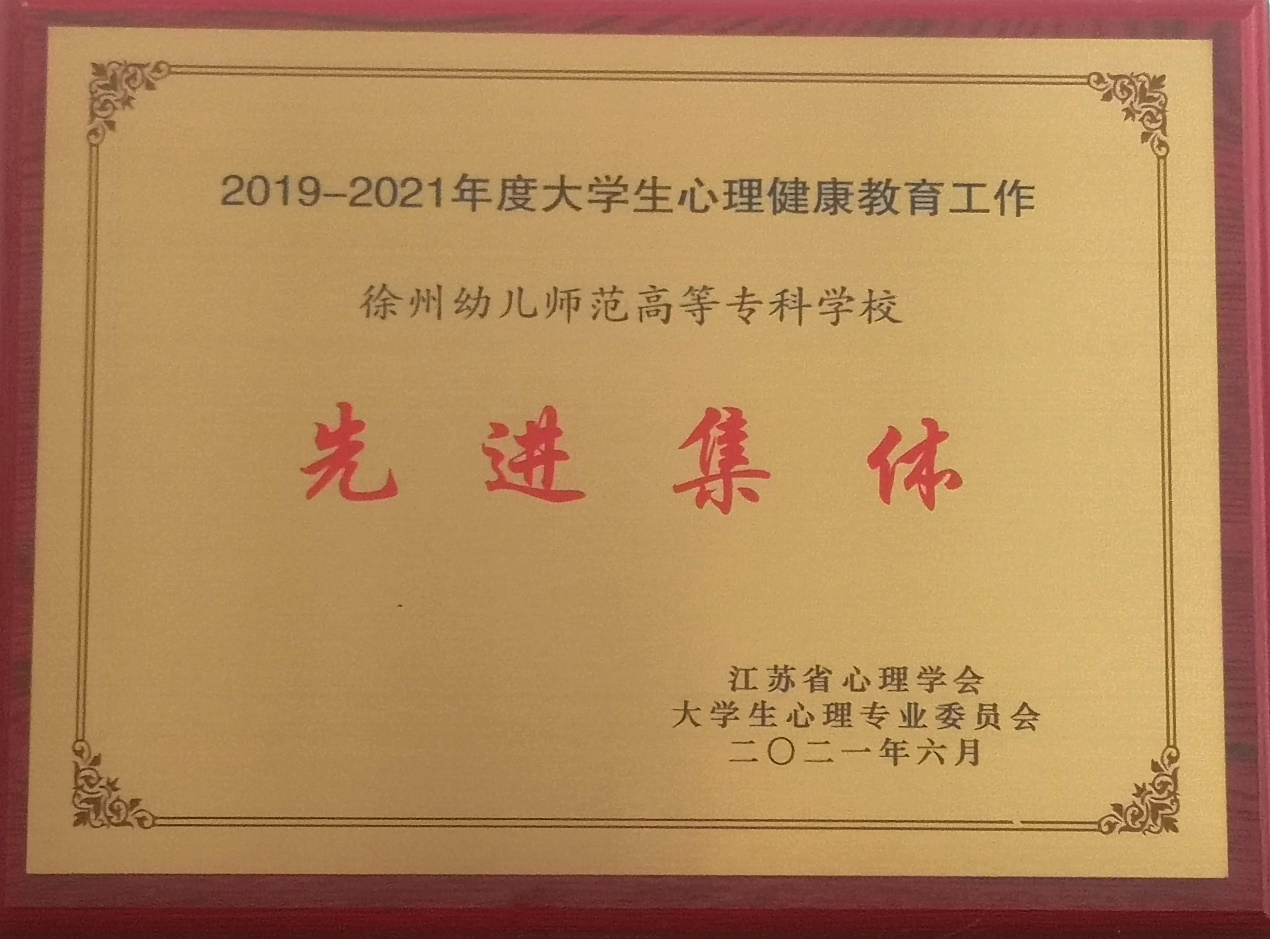 2019-2021年度大学生心理健康教育工作
徐州幼儿师范高等专科学校
先进集体
江苏省心理学会
大学生心理专业委员会
二〇二一年六月